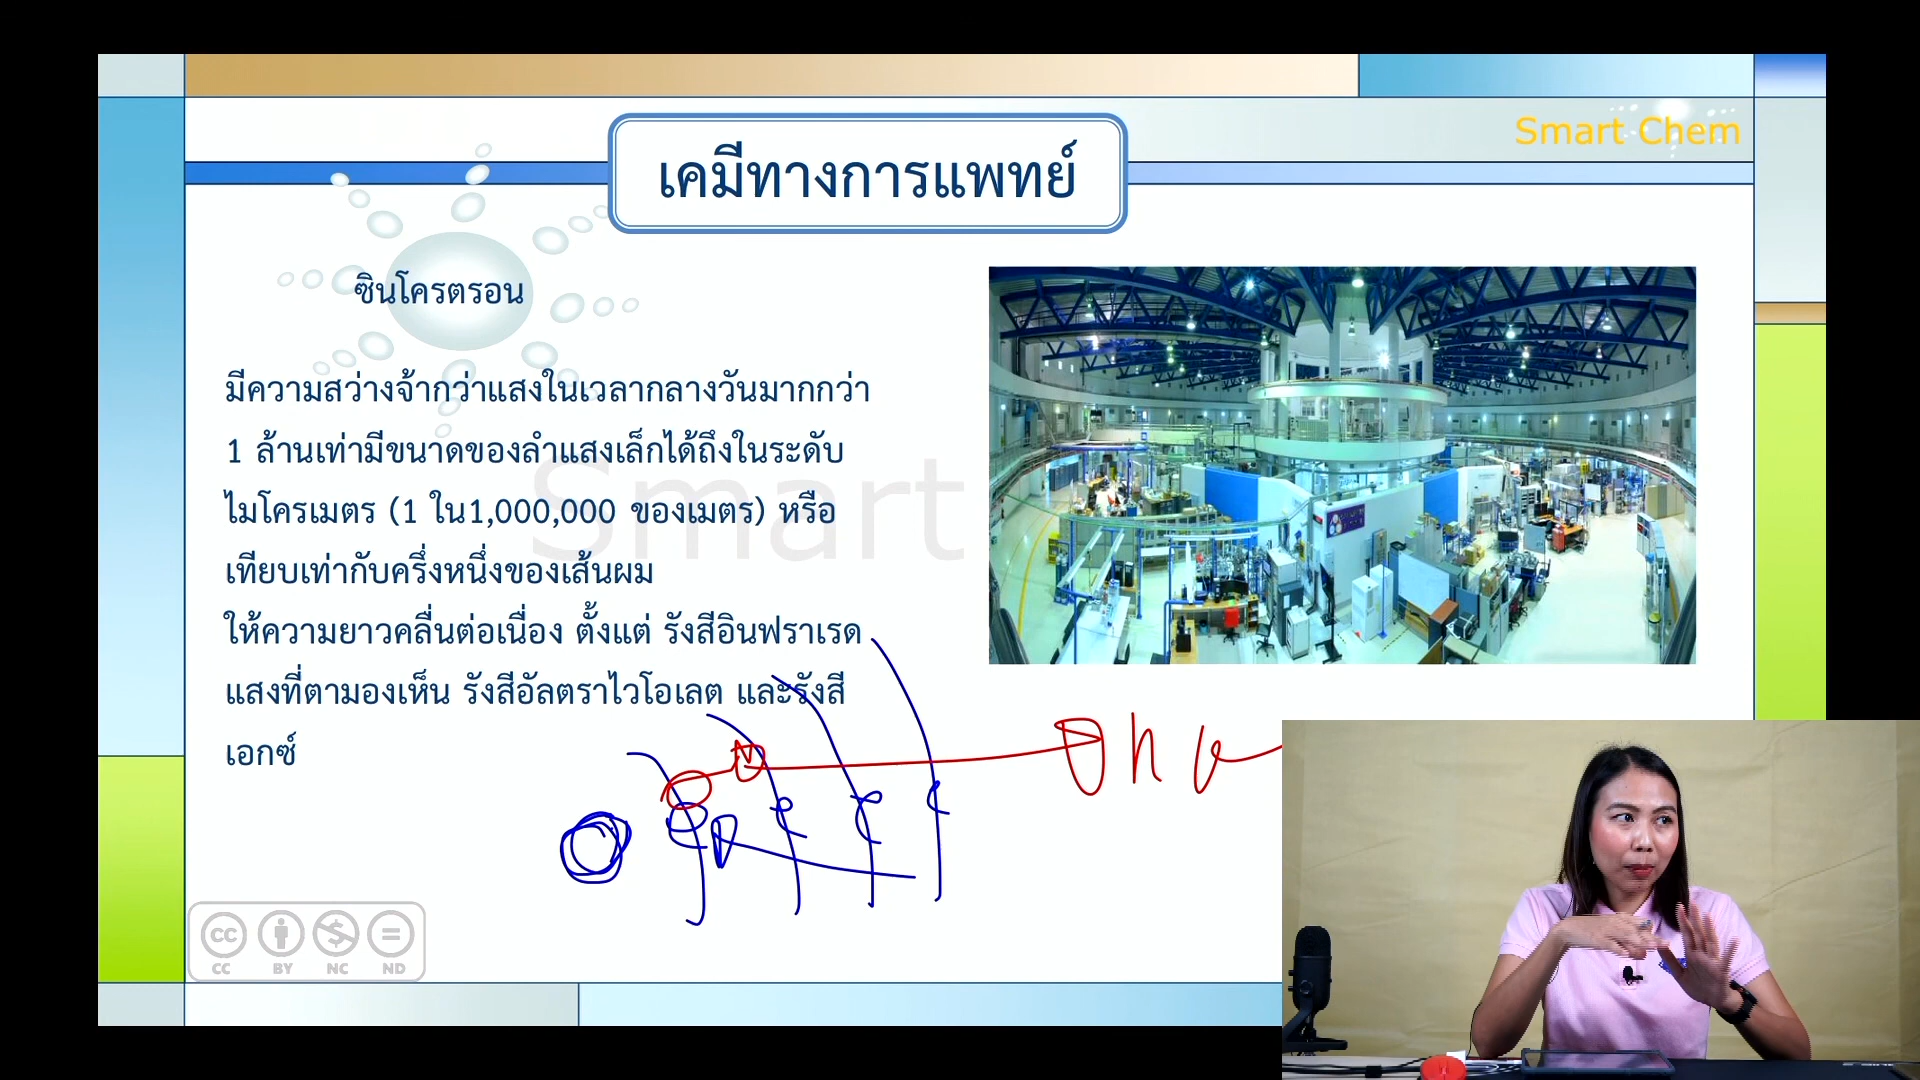 Smart Chem
เคมีทางการแพทย์
ซินโครตรอน
มีความสว่างจ้ากว่าแสงในเวลากลางวันมากกว่า
1 ล้านเท่ามีขนาดของลำแสงเล็กได้ถึงในระดับ
ไมโครเมตร (1 ใน1,000,000 ของเมตร) หรือ
เทียบเท่ากับครึ่งหนึ่งของเส้นผม
ให้ความยาวคลื่นต่อเนื่อง ตั้งแต่ รังสีอินฟราเรด
แสงที่ตามองเห็น รังสีอัลตราไวโอเลต และรังสี
เอกซ์
Smart
CC BY NC ND